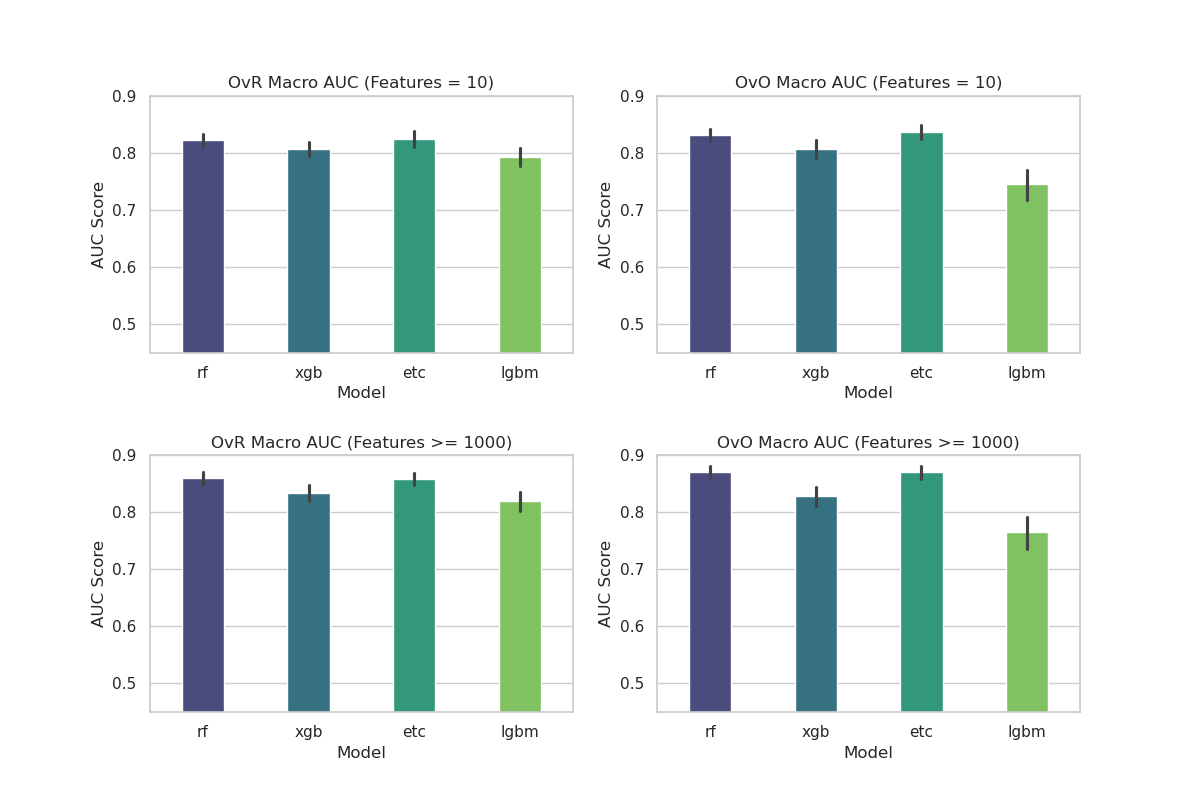 OvR Macro AUC (Features = 10)
0.9
0.8
0.7
0.6
0.5
AUC Score
rf xgb etc lgbm
Model
OvO Macro AUC (Features = 10)
0.9
0.8
0.7
0.6
0.5
AUC Score
rf xgb etc lgbm
Model
OvR Macro AUC (Features >= 1000)
0.9
0.8
0.7
0.6
0.5
AUC Score
rf xgb etc lgbm
Model
OvO Macro AUC (Features >= 1000)
0.9
0.8
0.7
0.6
0.5
AUC Score
rf xgb etc lgbm
Model